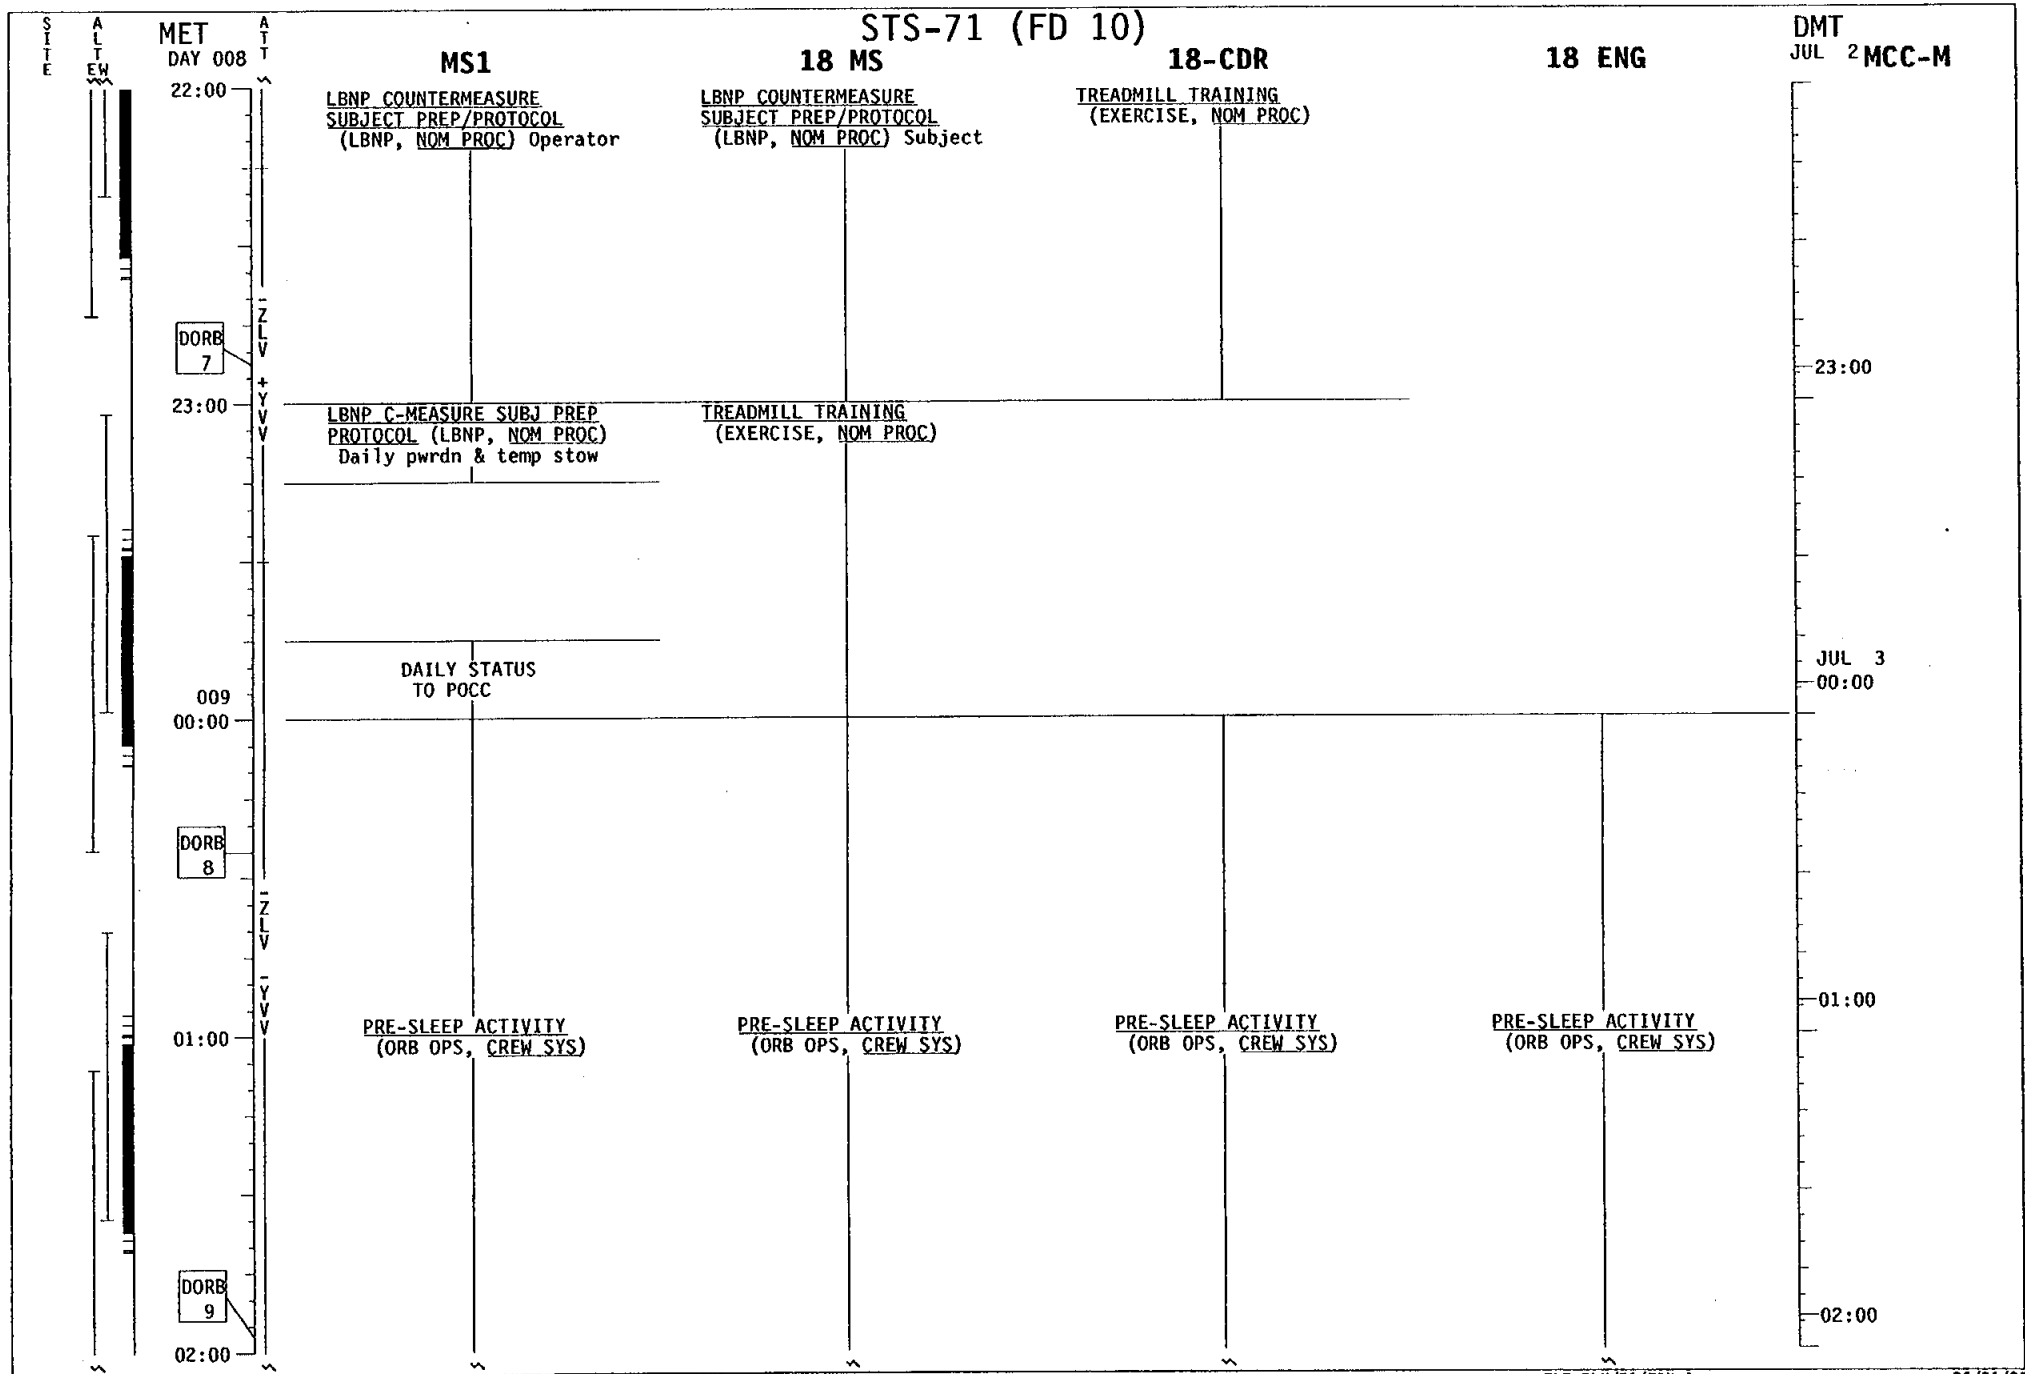 STS-71 (FD 10)
SITE
ALT
EW
MET
DAY 008
ATT
MS1
18 MS
18-CDR
18 ENG
DMT
JUL 2 MCC-M
22:00
LBNP COUNTERMEASURE
SUBJECT PREP/PROTOCOL
(LBNP, NOM PROC) Operator
LBNP COUNTERMEASURE
SUBJECT PREP/PROTOCOL
(LBNP, NOM PROC) Subject
TREADMILL TRAINING
(EXERCISE, NOM PROC)
-ZLV
DORB
7
+YVV
23:00
23:00
LBNP C-MEASURE SUBJ PREP
PROTOCOL (LBNP, NOM PROC)
Daily pwrdn & temp stow
TREADMILL TRAINING
(EXERCISE, NOM PROC)
DAILY STATUS
TO POCC
JUL 3
00:00
009
00:00
DORB
8
-ZLV
-YVV
01:00
01:00
PRE-SLEEP ACTIVITY
(ORB OPS, CREW SYS)
PRE-SLEEP ACTIVITY
(ORB OPS, CREW SYS)
PRE-SLEEP ACTIVITY
(ORB OPS, CREW SYS)
PRE-SLEEP ACTIVITY
(ORB OPS, CREW SYS)
DORB
9
02:00
02:00